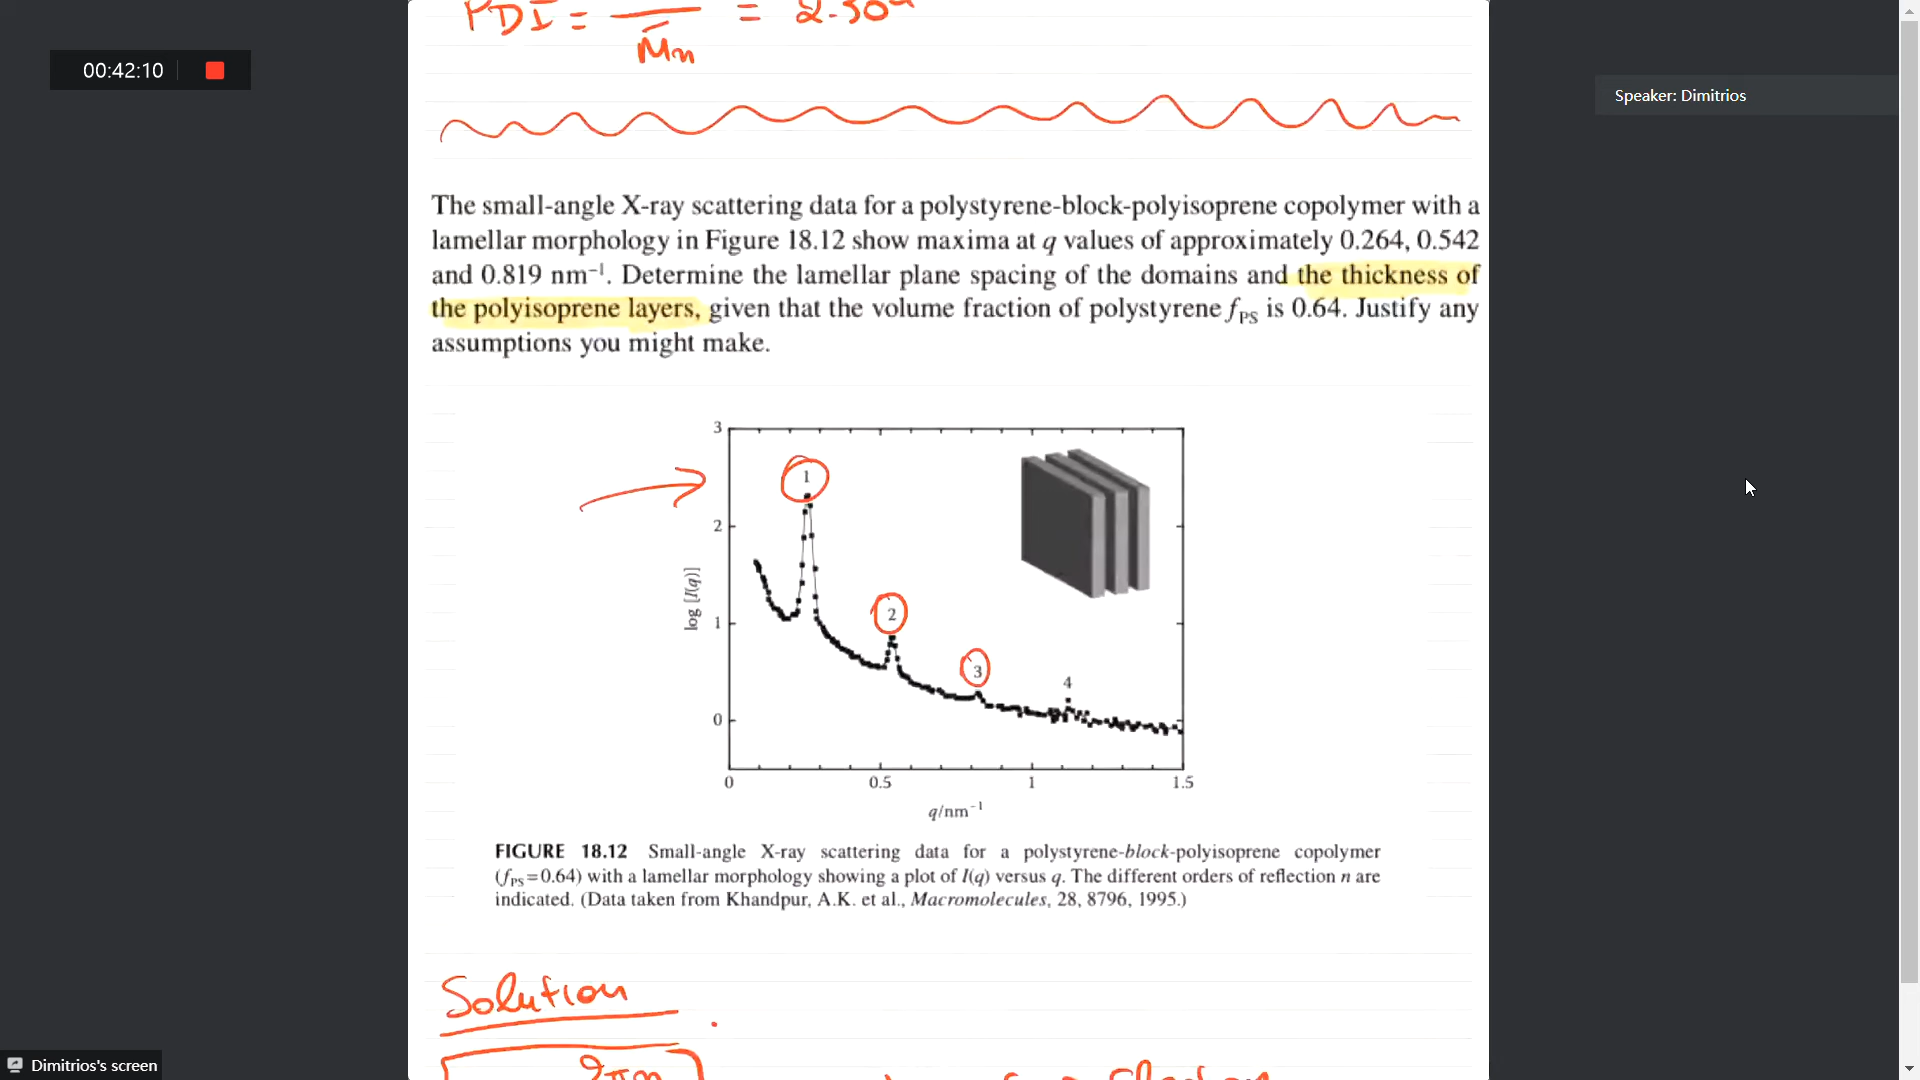 PDI = = 2.30
M̄n
00:42:10
Speaker: Dimitrios
The small-angle X-ray scattering data for a polystyrene-block-polyisoprene copolymer with a
lamellar morphology in Figure 18.12 show maxima at q values of approximately 0.264, 0.542
and 0.819 nm⁻¹. Determine the lamellar plane spacing of the domains and the thickness of
the polyisoprene layers, given that the volume fraction of polystyrene fPS is 0.64. Justify any
assumptions you might make.
3
2
1
0
log [I(q)]
1
2
3
4
0 0.5 1 1.5
q/nm⁻¹
FIGURE 18.12 Small-angle X-ray scattering data for a polystyrene-block-polyisoprene copolymer
(fPS=0.64) with a lamellar morphology showing a plot of I(q) versus q. The different orders of reflection n are
indicated. (Data taken from Khandpur, A.K. et al., Macromolecules, 28, 8796, 1995.)
Solution
2πn
Dimitrios's screen